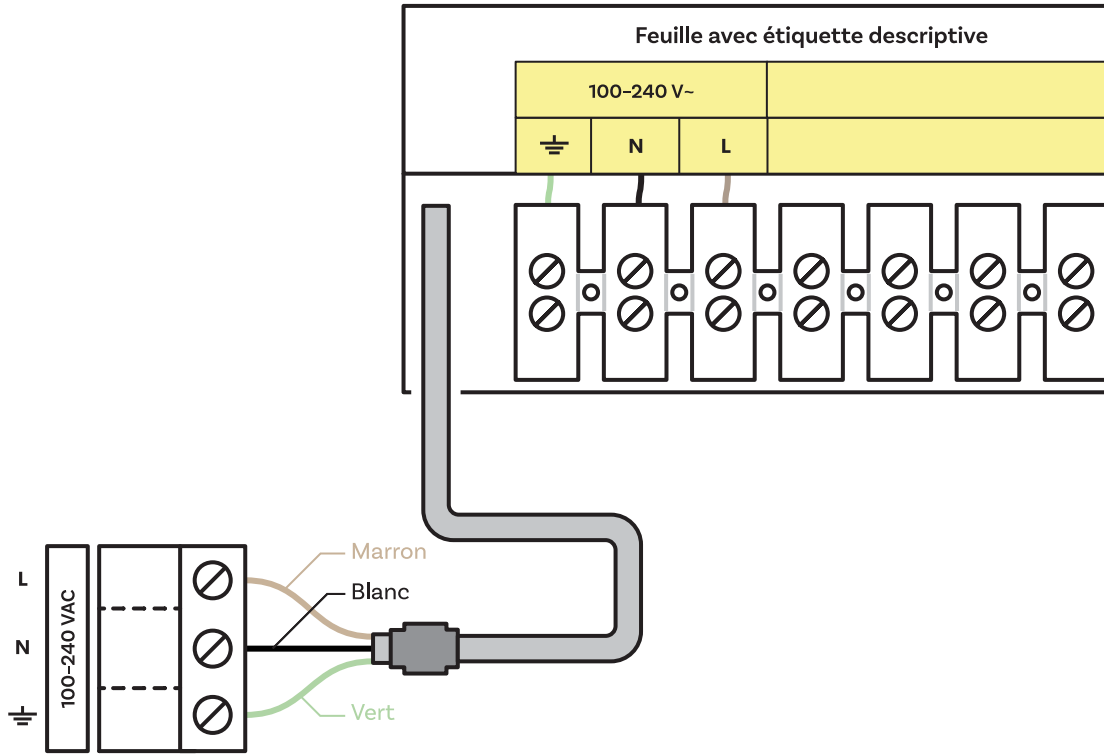 Feuille avec étiquette descriptive
100–240 V~
N
L
Marron
Blanc
Vert
L
N
100–240 VAC